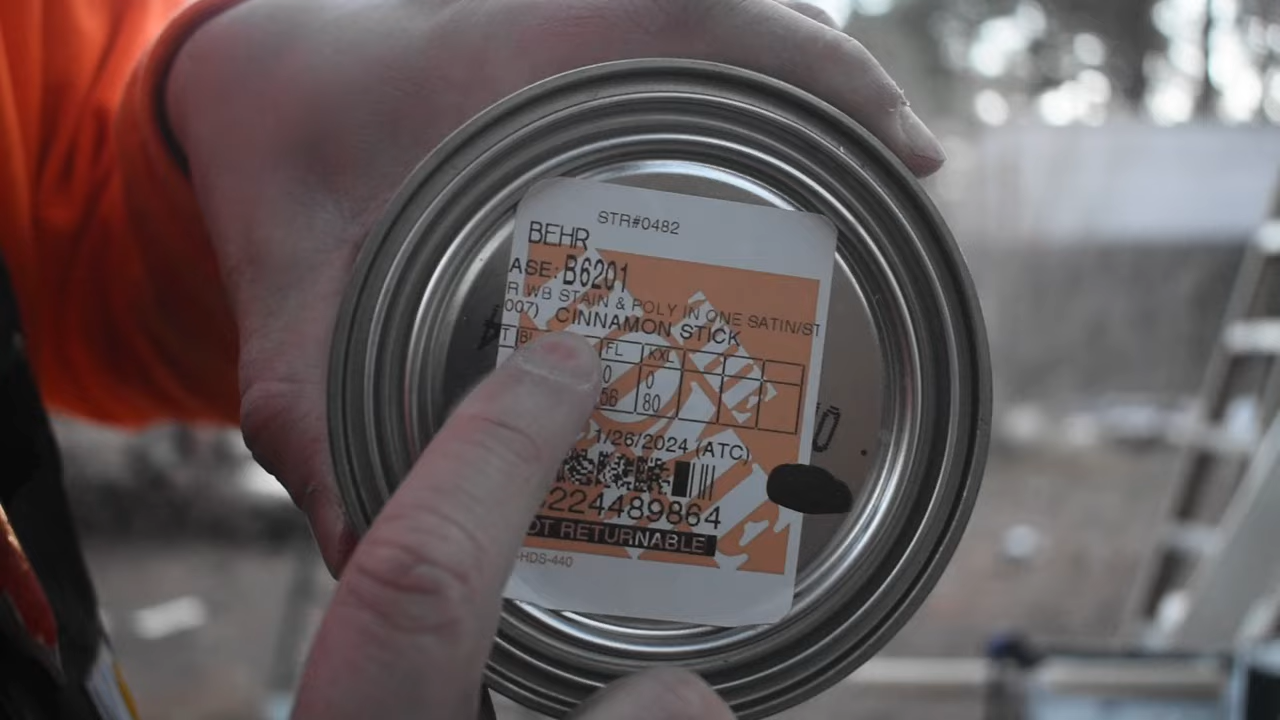 STR#0482
BEHR
ASE: B6201
R WB STAIN & POLY IN ONE SATIN/ST
007) CINNAMON STICK
T FL KXL
0 0
56 80
1/26/2024 (ATC)
224489864
OT RETURNABLE
-HDS-440